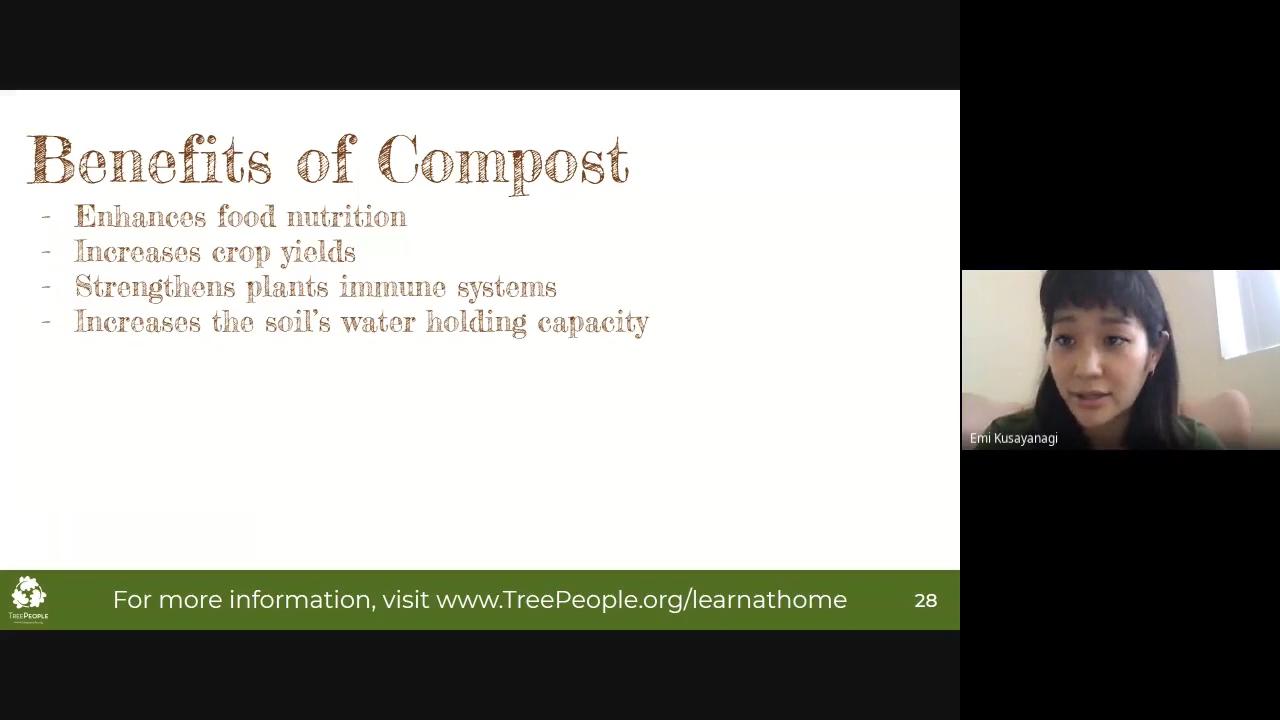 Benefits of Compost
- Enhances food nutrition
- Increases crop yields
- Strengthens plants immune systems
- Increases the soil's water holding capacity
Emi Kusayanagi
TREEPEOPLE
For more information, visit www.TreePeople.org/learnathome
28